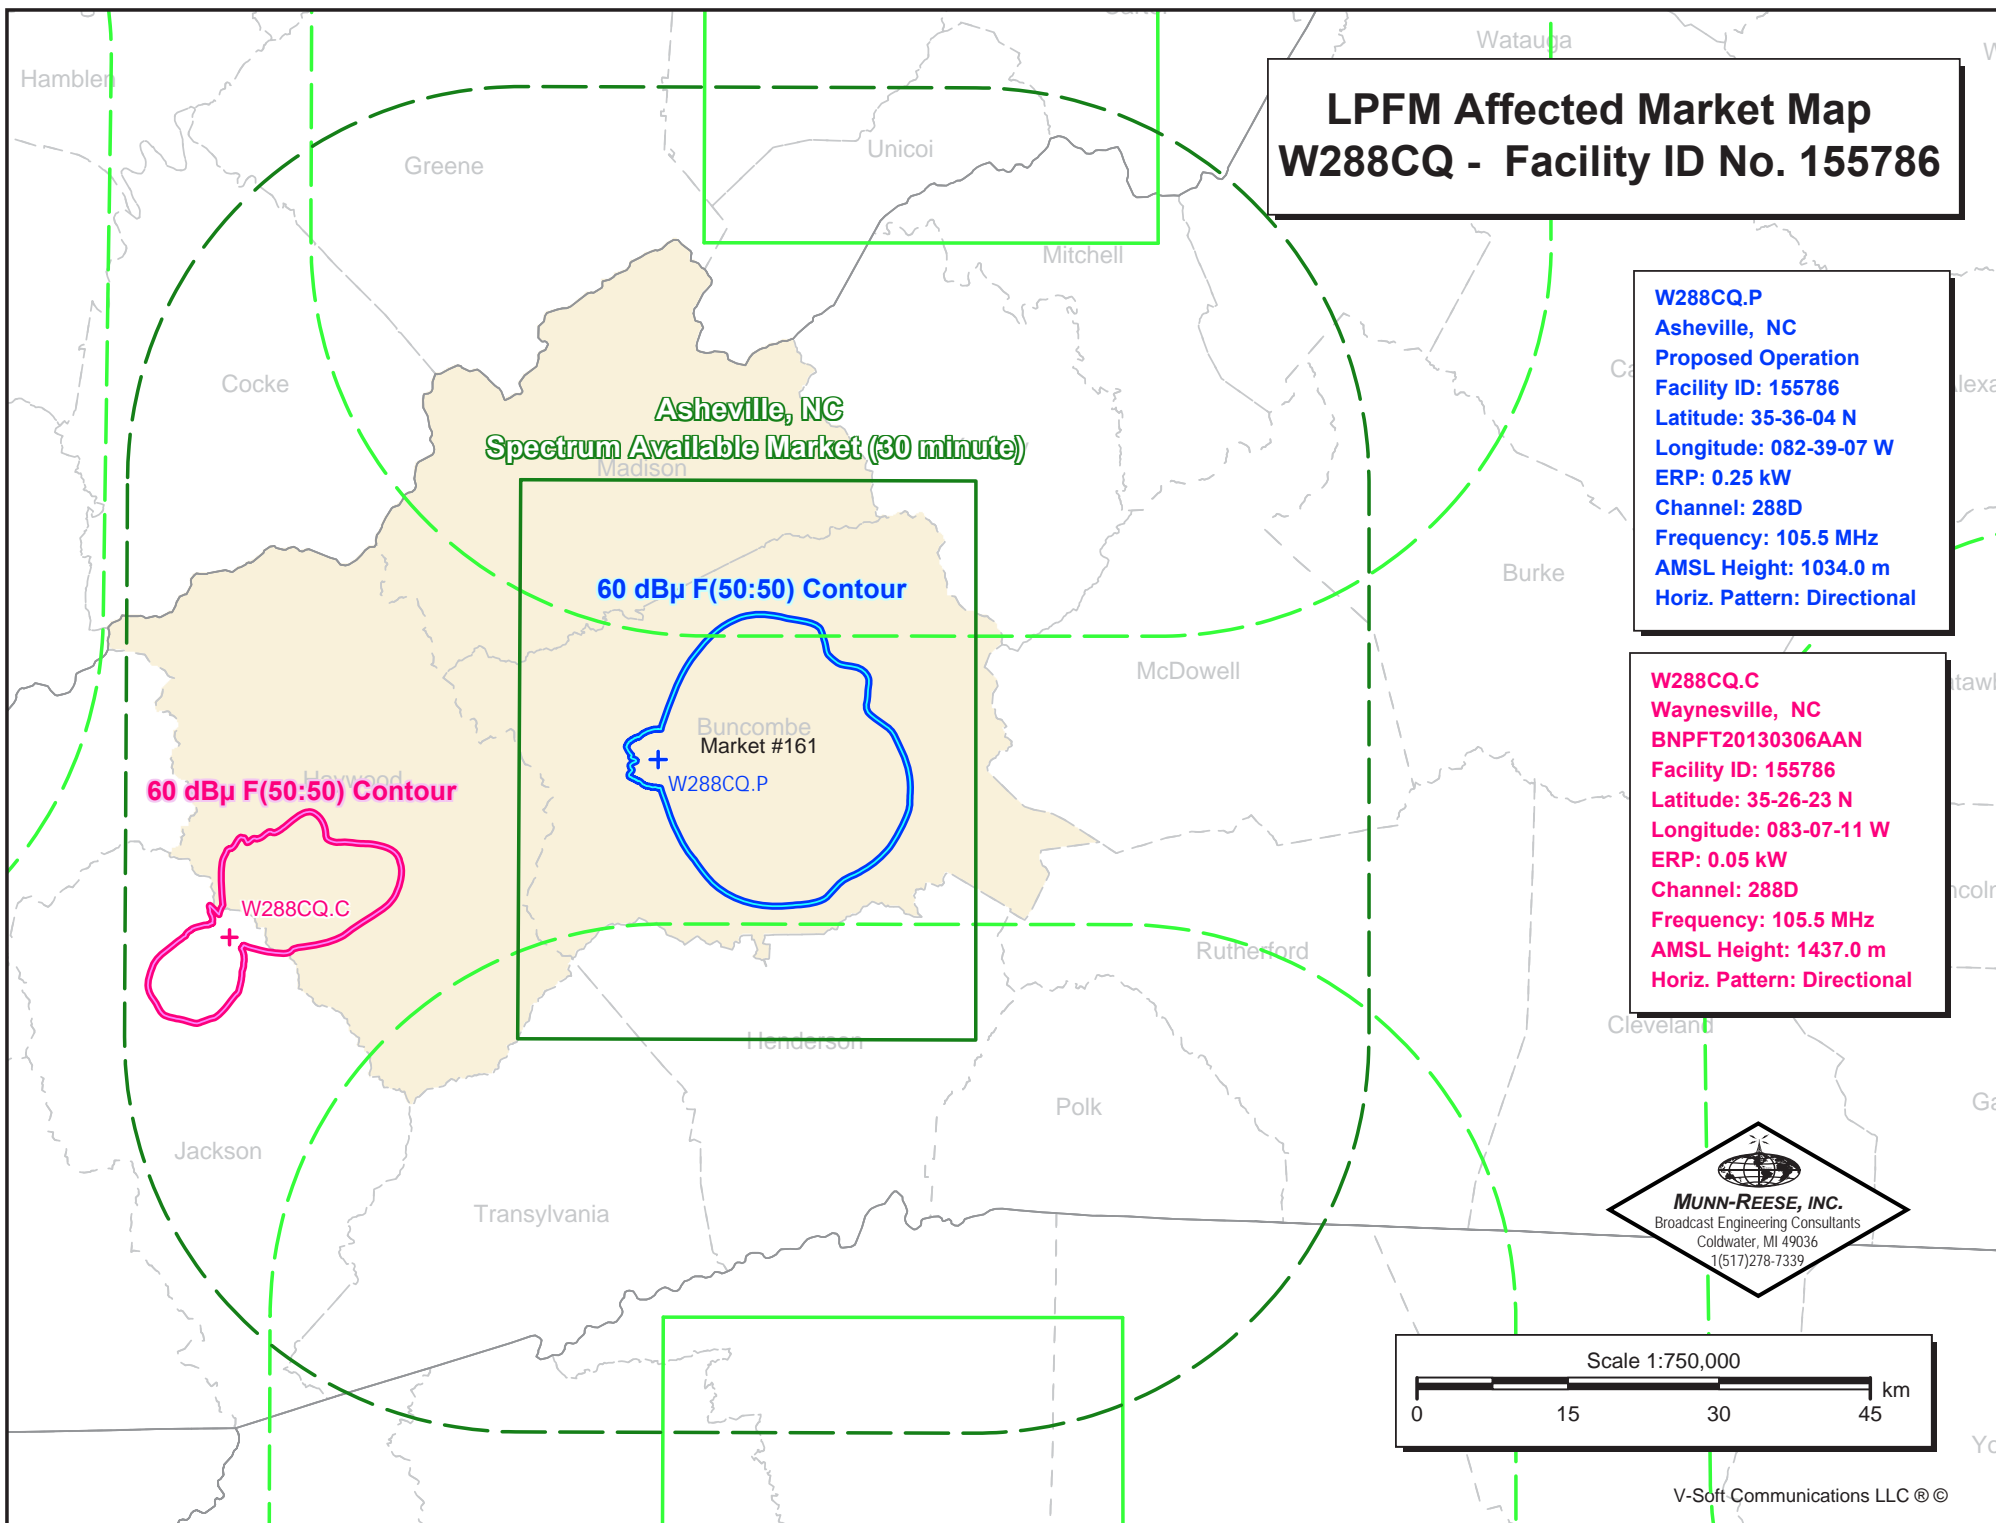 Watauga
Hamblen
LPFM Affected Market Map
W288CQ - Facility ID No. 155786
Unicoi
Greene
Mitchell
W288CQ.P
Asheville, NC
Proposed Operation
Facility ID: 155786
Latitude: 35-36-04 N
Longitude: 082-39-07 W
ERP: 0.25 kW
Channel: 288D
Frequency: 105.5 MHz
AMSL Height: 1034.0 m
Horiz. Pattern: Directional
Cocke
Asheville, NC
Spectrum Available Market (30 minute)
Madison
60 dBµ F(50:50) Contour
Burke
McDowell
W288CQ.C
Waynesville, NC
BNPFT20130306AAN
Facility ID: 155786
Latitude: 35-26-23 N
Longitude: 083-07-11 W
ERP: 0.05 kW
Channel: 288D
Frequency: 105.5 MHz
AMSL Height: 1437.0 m
Horiz. Pattern: Directional
Buncombe
Market #161
W288CQ.P
Haywood
60 dBµ F(50:50) Contour
W288CQ.C
Rutherford
Cleveland
Henderson
Polk
Jackson
Transylvania
MUNN-REESE, INC.
Broadcast Engineering Consultants
Coldwater, MI 49036
1(517)278-7339
Scale 1:750,000
km
0 15 30 45
V-Soft Communications LLC ® ©